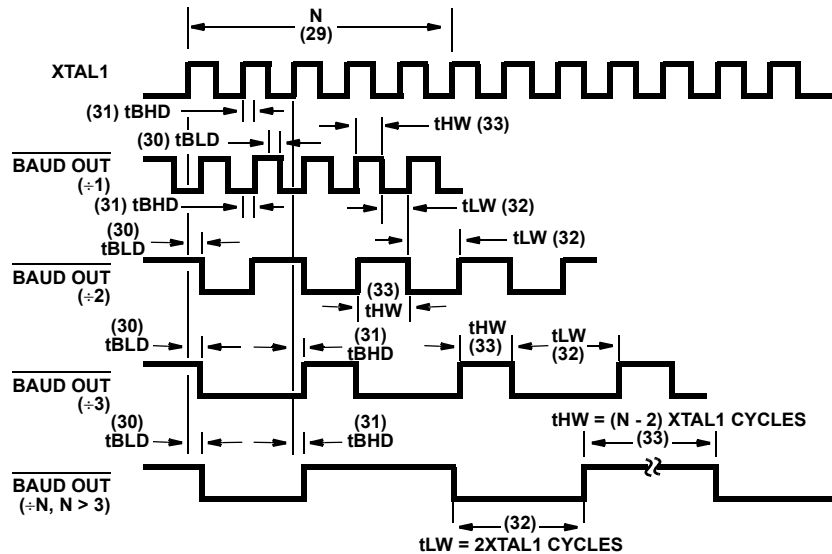 N
(29)
XTAL1
(31) tBHD
tHW (33)
(30) tBLD
BAUD OUT
(÷1)
(31) tBHD
tLW (32)
(30)
tBLD
tLW (32)
BAUD OUT
(÷2)
(33)
tHW
(30)
tBLD
(31)
tBHD
tHW
(33)
tLW
(32)
BAUD OUT
(÷3)
(30)
tBLD
(31)
tBHD
tHW = (N - 2) XTAL1 CYCLES
(33)
BAUD OUT
(÷N, N > 3)
(32)
tLW = 2XTAL1 CYCLES